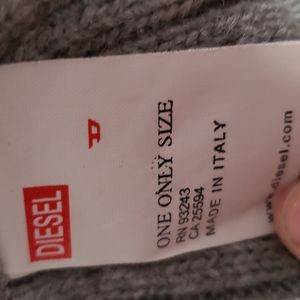 DIESEL
D
ONE ONLY SIZE
RN 93243
CA 25594
MADE IN ITALY
www.diesel.com